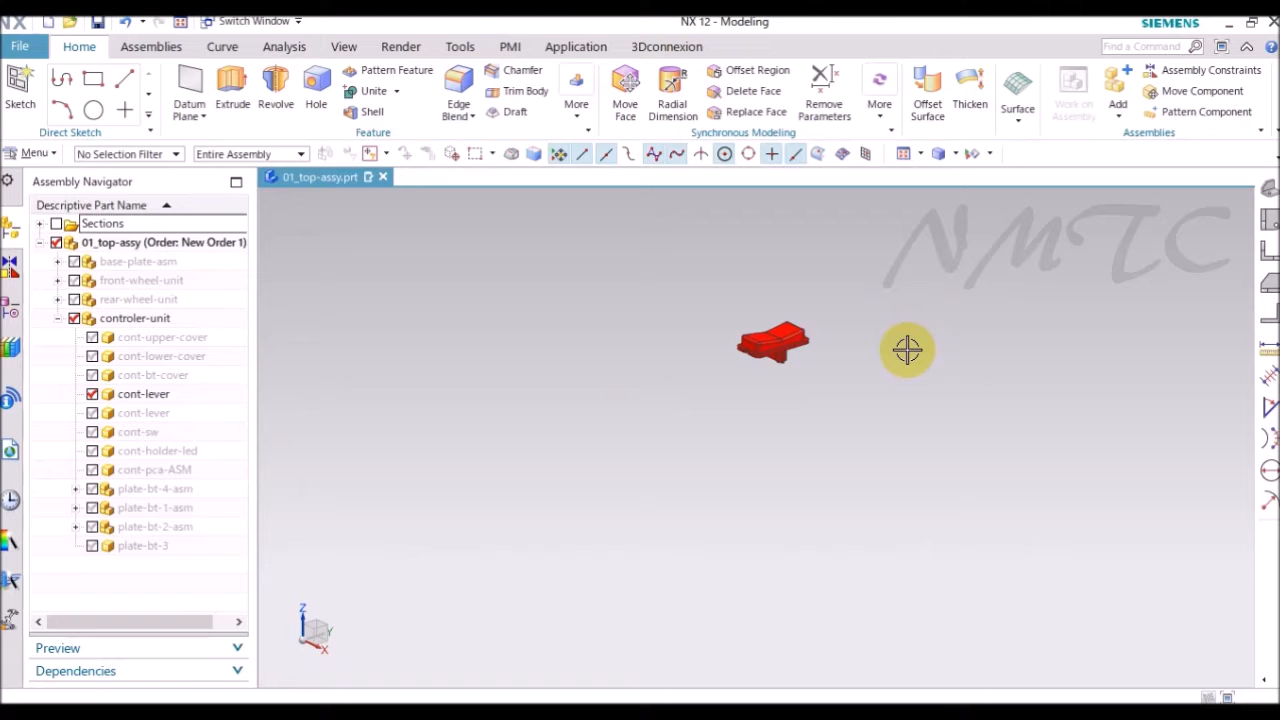 NX
Switch Window
NX 12 - Modeling
SIEMENS
File Home Assemblies Curve Analysis View Render Tools PMI Application 3Dconnexion
Find a Command
Sketch
Direct Sketch
Datum Plane
Extrude
Revolve
Hole
Pattern Feature
Unite
Shell
Edge Blend
Chamfer
Trim Body
Draft
More
Feature
Move Face
Radial Dimension
Offset Region
Delete Face
Replace Face
Remove Parameters
More
Synchronous Modeling
Offset Surface
Thicken
Surface
Work on Assembly
Add
Assembly Constraints
Move Component
Pattern Component
Assemblies
Menu
No Selection Filter
Entire Assembly
Assembly Navigator
01_top-assy.prt
Descriptive Part Name
Sections
01_top-assy (Order: New Order 1)
base-plate-asm
front-wheel-unit
rear-wheel-unit
controler-unit
cont-upper-cover
cont-lower-cover
cont-bt-cover
cont-lever
cont-lever
cont-sw
cont-holder-led
cont-pca-ASM
plate-bt-4-asm
plate-bt-1-asm
plate-bt-2-asm
plate-bt-3
Preview
Dependencies
NMTC
Z
Y
X